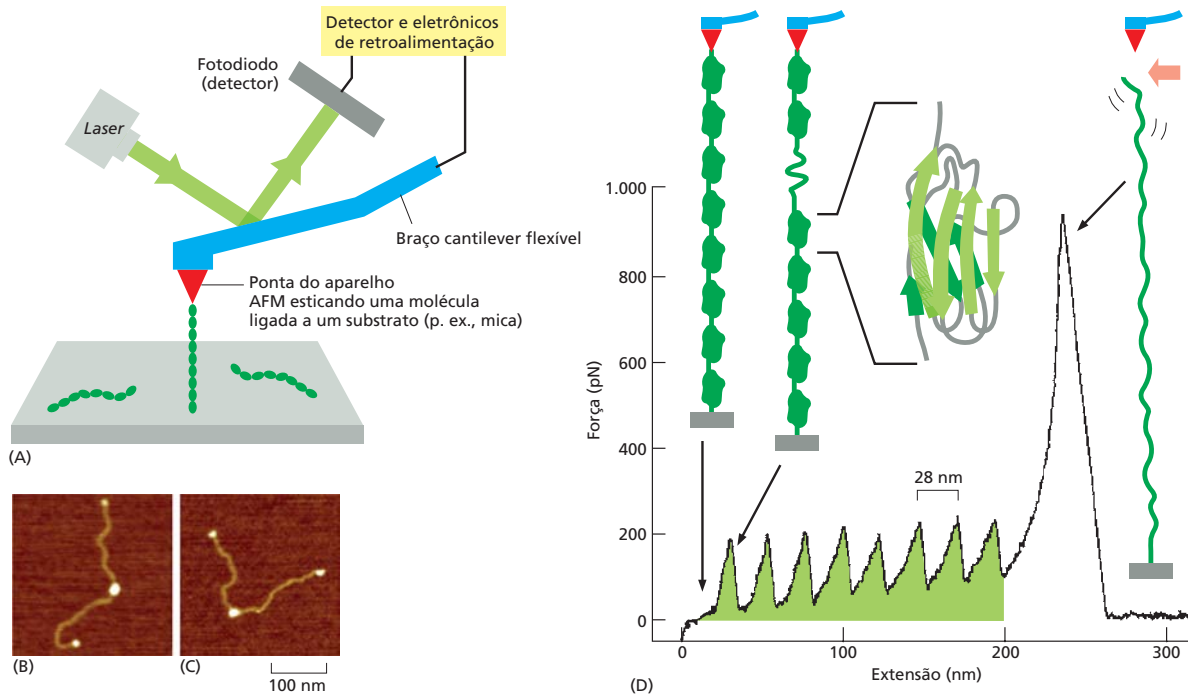 Detector e eletrônicos
de retroalimentação
Fotodiodo
(detector)
Laser
Braço cantilever flexível
Ponta do aparelho
AFM esticando uma molécula
ligada a um substrato (p. ex., mica)
(A)
(B)
(C)
100 nm
1.000
800
600
400
200
0
Força (pN)
28 nm
0
100
200
300
Extensão (nm)
(D)